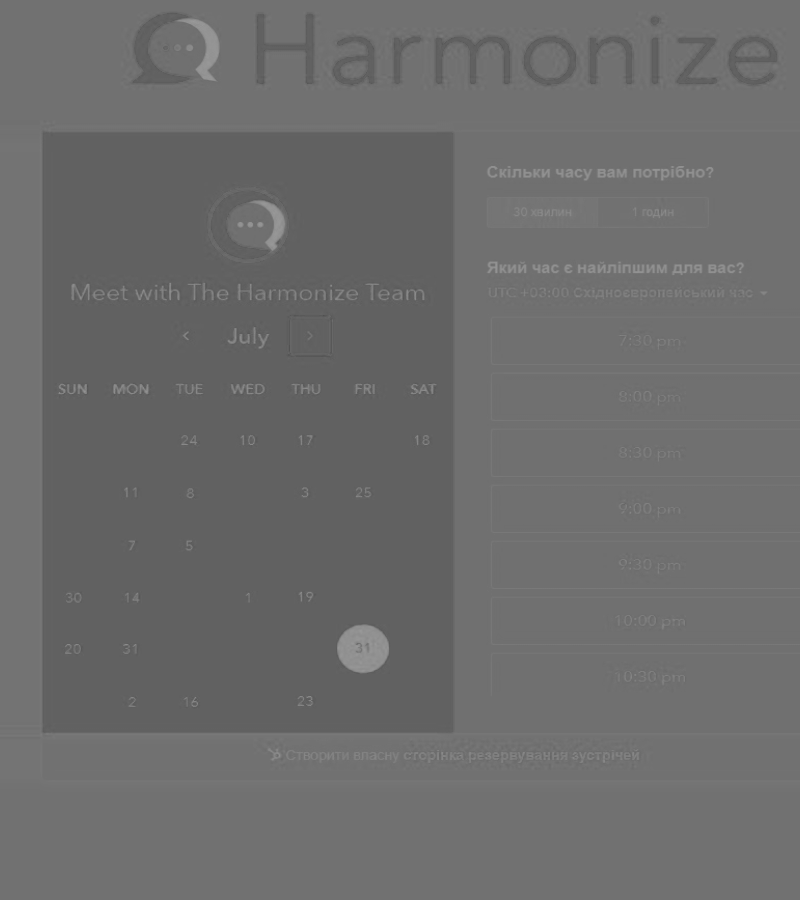 Harmonize
Meet with The Harmonize Team
July
SUN MON TUE WED THU FRI SAT
24 10 17 18
11 8 3 25
7 5
30 14 1 19
20 31 31
2 16 23
Скільки часу вам потрібно?
30 хвилин 1 годин
Який час є найліпшим для вас?
UTC +03:00 Східноєвропейський час
7:30 pm
8:00 pm
8:30 pm
9:00 pm
9:30 pm
10:00 pm
10:30 pm
Створити власну сторінка резервування зустрічей